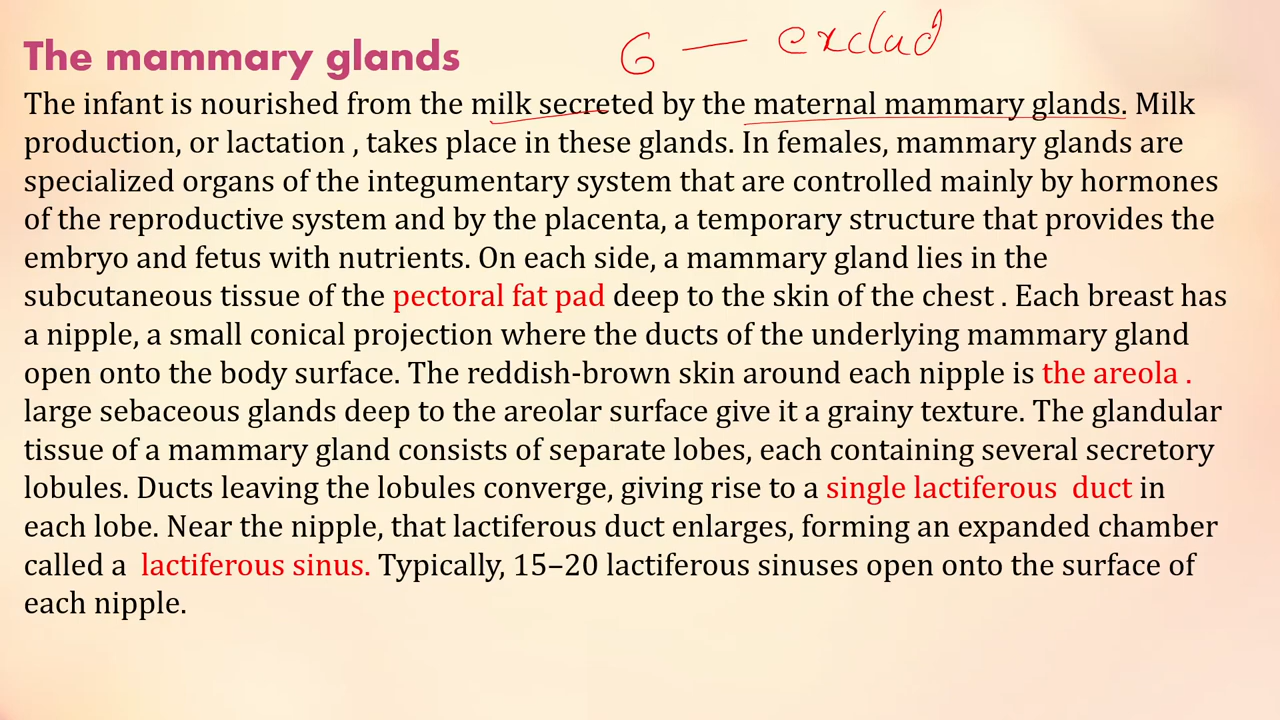 The mammary glands
6 — exclud
The infant is nourished from the milk secreted by the maternal mammary glands. Milk
production, or lactation , takes place in these glands. In females, mammary glands are
specialized organs of the integumentary system that are controlled mainly by hormones
of the reproductive system and by the placenta, a temporary structure that provides the
embryo and fetus with nutrients. On each side, a mammary gland lies in the
subcutaneous tissue of the pectoral fat pad deep to the skin of the chest . Each breast has
a nipple, a small conical projection where the ducts of the underlying mammary gland
open onto the body surface. The reddish-brown skin around each nipple is the areola .
large sebaceous glands deep to the areolar surface give it a grainy texture. The glandular
tissue of a mammary gland consists of separate lobes, each containing several secretory
lobules. Ducts leaving the lobules converge, giving rise to a single lactiferous  duct in
each lobe. Near the nipple, that lactiferous duct enlarges, forming an expanded chamber
called a  lactiferous sinus. Typically, 15–20 lactiferous sinuses open onto the surface of
each nipple.